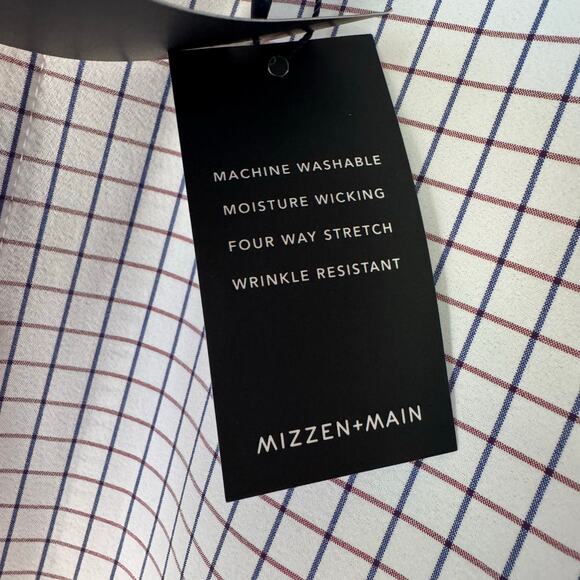 MACHINE WASHABLE
MOISTURE WICKING
FOUR WAY STRETCH
WRINKLE RESISTANT
MIZZEN+MAIN